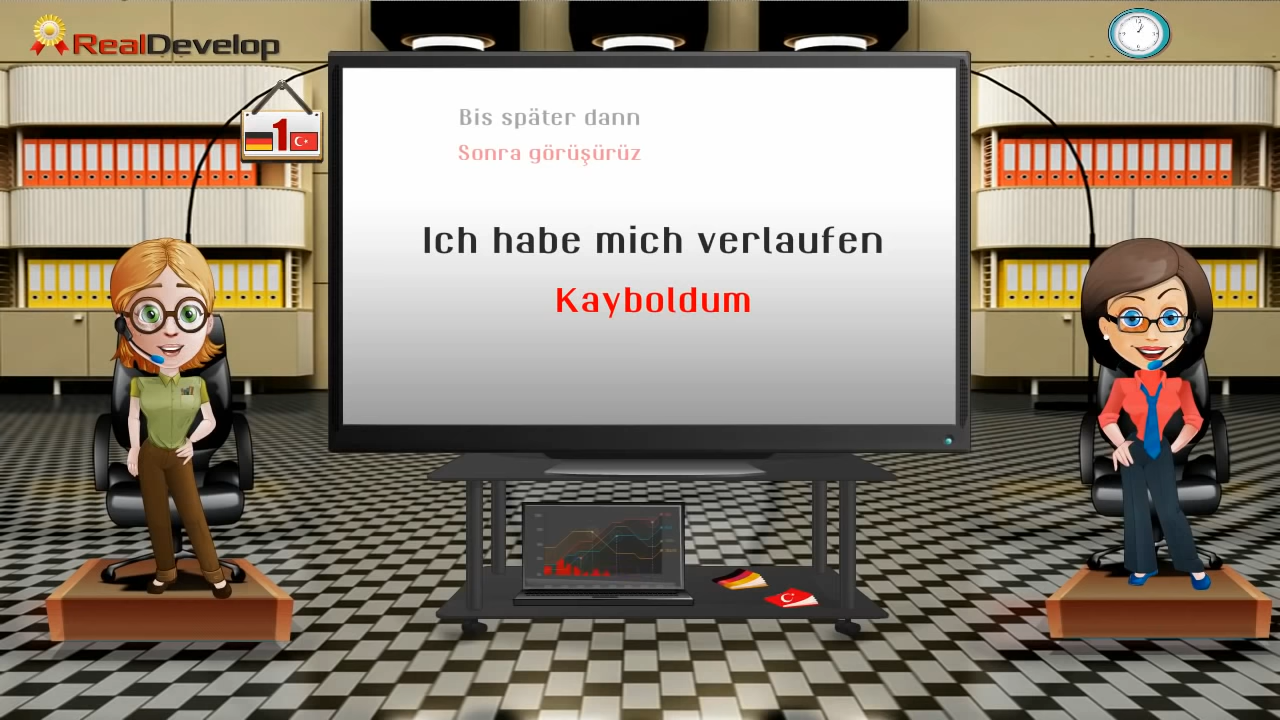 RealDevelop
1
Bis später dann
Sonra görüşürüz
Ich habe mich verlaufen
Kayboldum